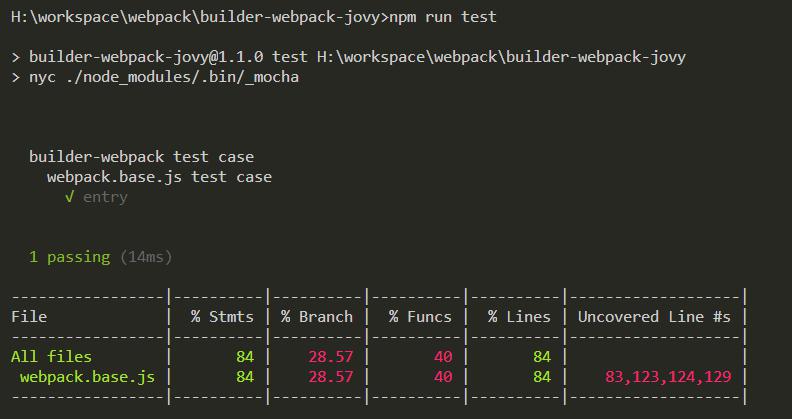 H:\workspace\webpack\builder-webpack-jovy>npm run test
> builder-webpack-jovy@1.1.0 test H:\workspace\webpack\builder-webpack-jovy
> nyc ./node_modules/.bin/_mocha
builder-webpack test case
webpack.base.js test case
√ entry
1 passing (14ms)
----------------|----------|----------|----------|----------|-------------------|
File            |  % Stmts | % Branch |  % Funcs |  % Lines | Uncovered Line #s |
----------------|----------|----------|----------|----------|-------------------|
All files       |       84 |    28.57 |       40 |       84 |                   |
 webpack.base.js |       84 |    28.57 |       40 |       84 |    83,123,124,129 |
----------------|----------|----------|----------|----------|-------------------|